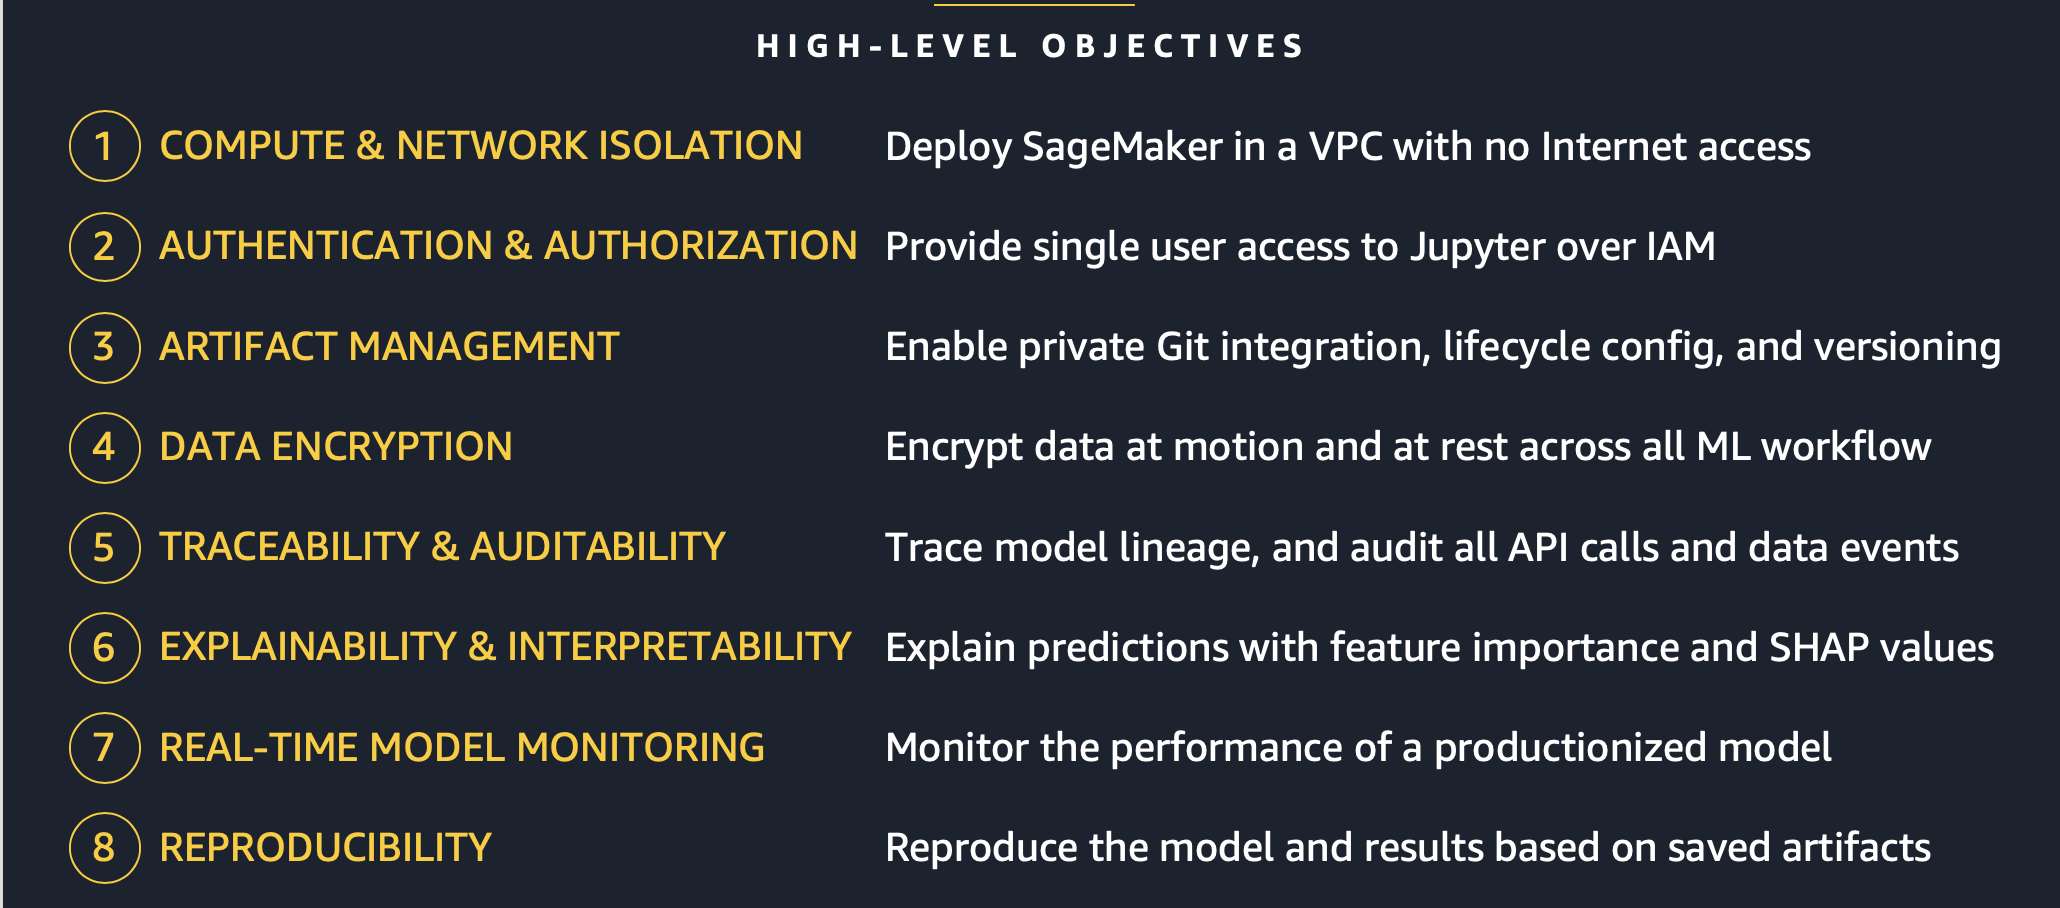 HIGH-LEVEL OBJECTIVES
1 COMPUTE & NETWORK ISOLATION Deploy SageMaker in a VPC with no Internet access
2 AUTHENTICATION & AUTHORIZATION Provide single user access to Jupyter over IAM
3 ARTIFACT MANAGEMENT Enable private Git integration, lifecycle config, and versioning
4 DATA ENCRYPTION Encrypt data at motion and at rest across all ML workflow
5 TRACEABILITY & AUDITABILITY Trace model lineage, and audit all API calls and data events
6 EXPLAINABILITY & INTERPRETABILITY Explain predictions with feature importance and SHAP values
7 REAL-TIME MODEL MONITORING Monitor the performance of a productionized model
8 REPRODUCIBILITY Reproduce the model and results based on saved artifacts